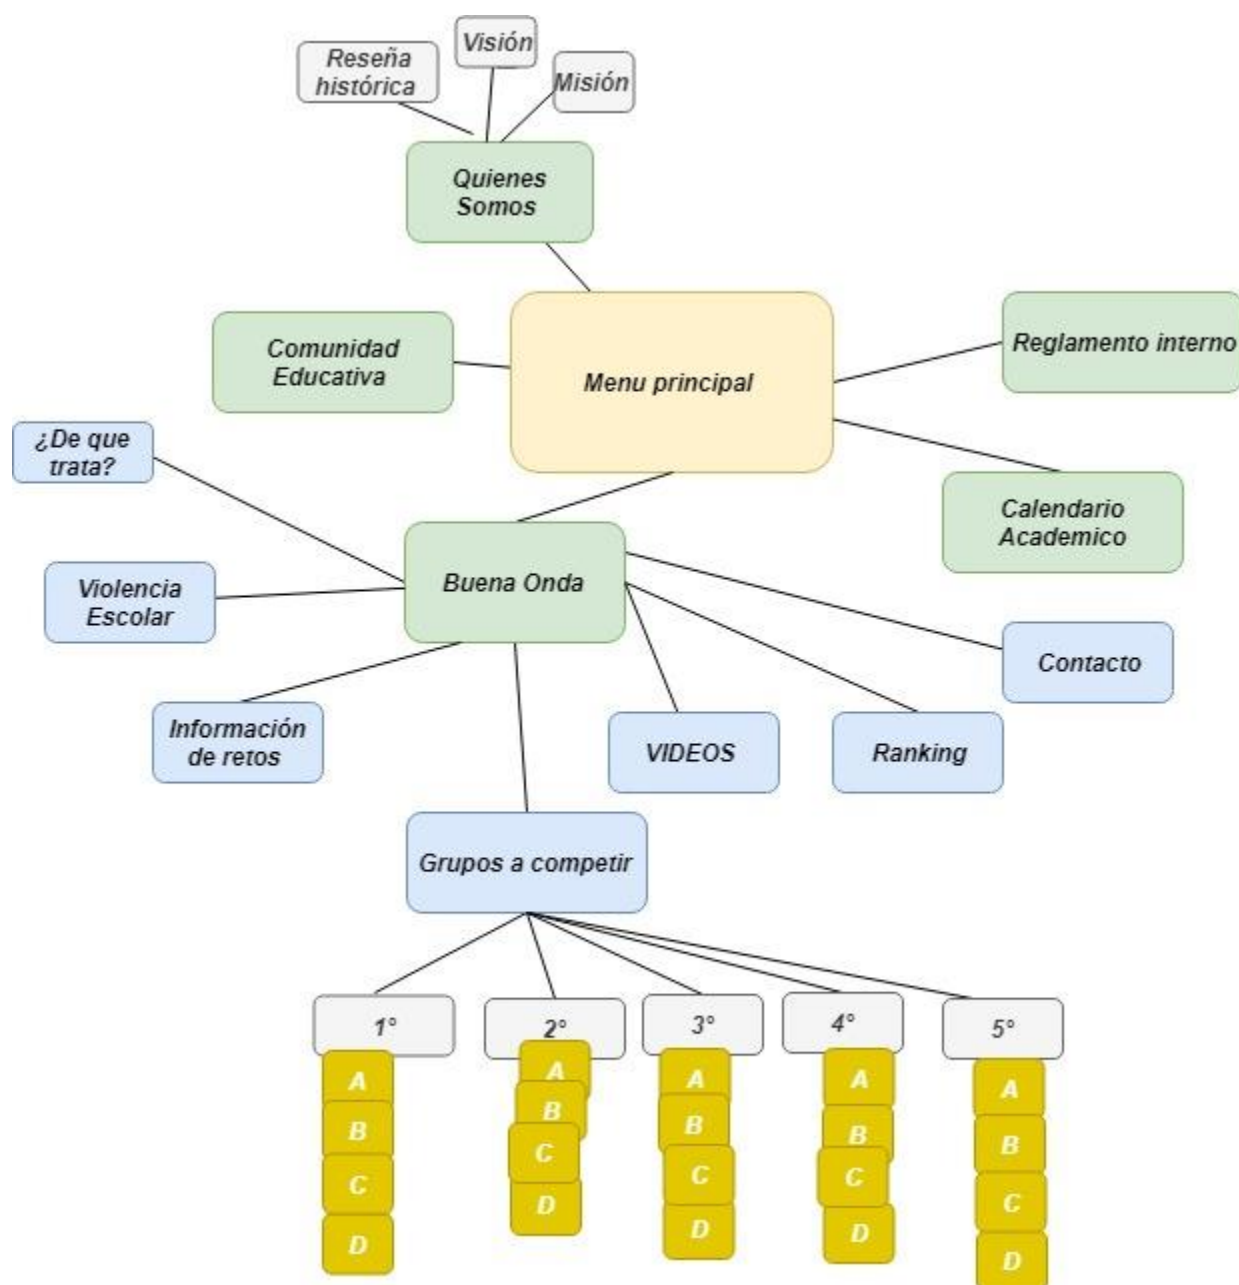 Reseña
histórica
Visión
Misión
Quienes
Somos
Comunidad
Educativa
Menu principal
Reglamento interno
¿De que
trata?
Calendario
Academico
Violencia
Escolar
Buena Onda
Contacto
Información
de retos
VIDEOS
Ranking
Grupos a competir
1°
2°
3°
4°
5°
A
B
C
D
A
B
C
D
A
B
C
D
A
B
C
D
A
B
C
D